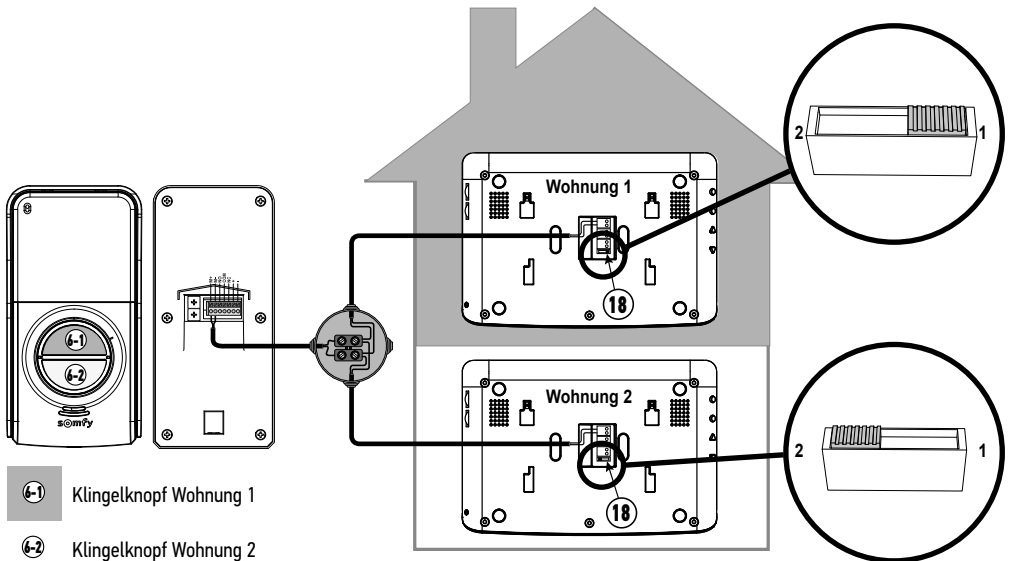 2
1
Wohnung 1
18
6-1
6-2
somfy
Wohnung 2
2
1
18
6-1 Klingelknopf Wohnung 1
6-2 Klingelknopf Wohnung 2